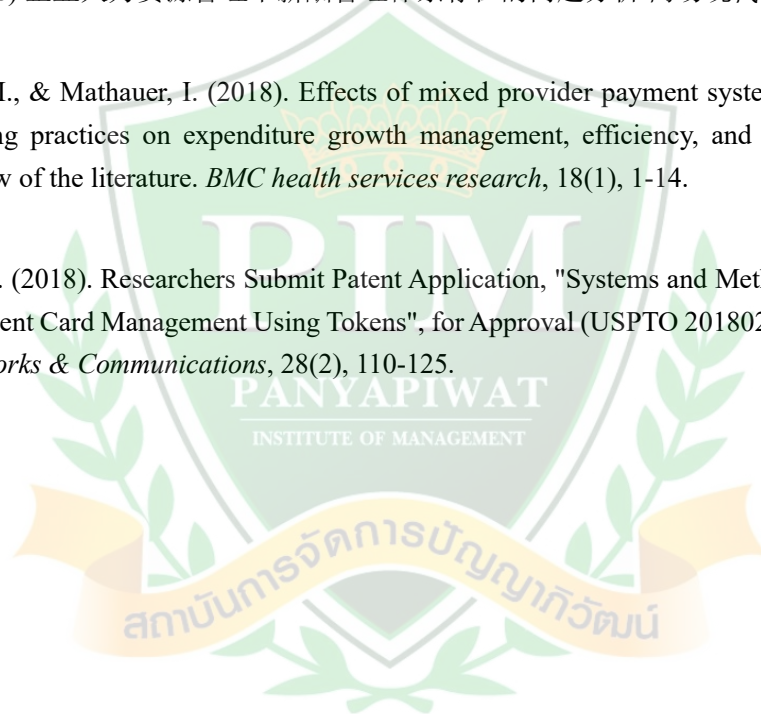 I., & Mathauer, I. (2018). Effects of mixed provider payment syste
ng practices on expenditure growth management, efficiency, and
w of the literature. BMC health services research, 18(1), 1-14.
. (2018). Researchers Submit Patent Application, "Systems and Met
ent Card Management Using Tokens", for Approval (USPTO 201802
orks & Communications, 28(2), 110-125.
PIM
PANYAPIWAT
INSTITUTE OF MANAGEMENT
สถาบันการจัดการปัญญาภิวัฒน์